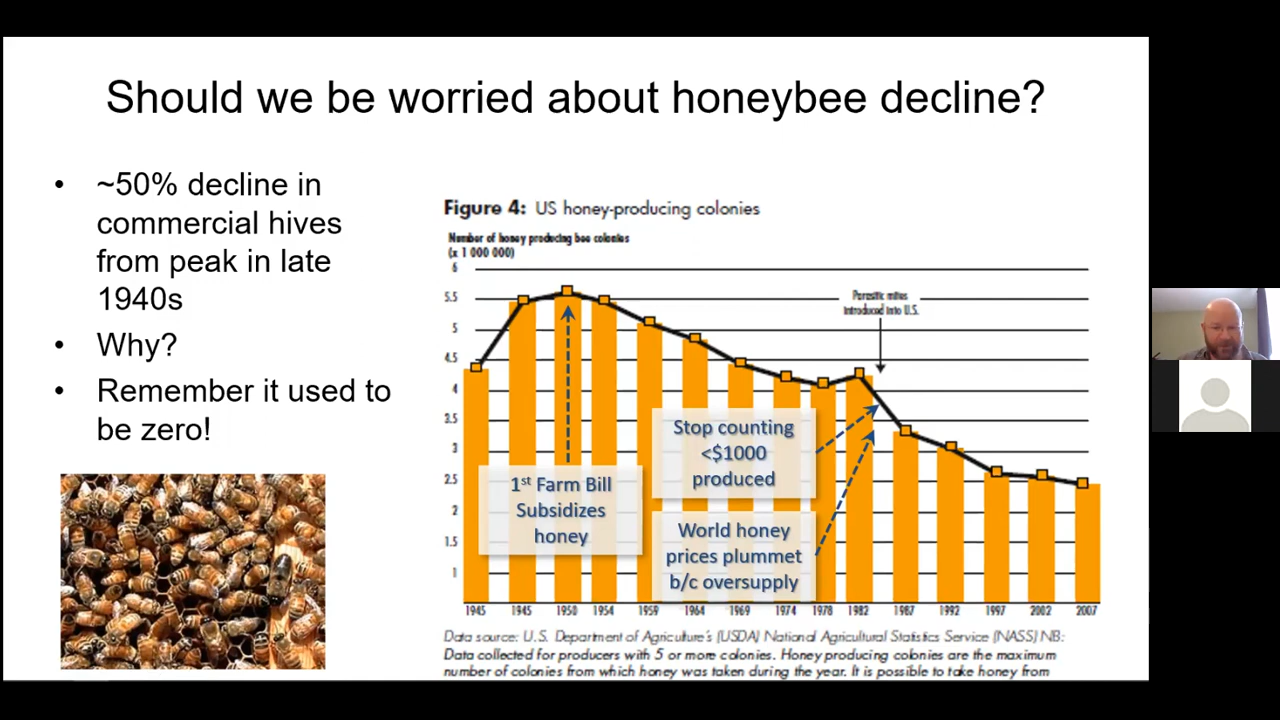 Should we be worried about honeybee decline?
• ~50% decline in
commercial hives
from peak in late
1940s
• Why?
• Remember it used to
be zero!
Figure 4: US honey-producing colonies
Number of honey producing bee colonies
(x 1 000 000)
6
5.5
5
4.5
4
3.5
3
2.5
2
1.5
1
Parasitic mites
introduced into U.S.
Stop counting
<$1000
produced
1st Farm Bill
Subsidizes
honey
World honey
prices plummet
b/c oversupply
1945 1945 1950 1954 1959 1964 1969 1974 1978 1982 1987 1992 1997 2002 2007
Data source: U.S. Department of Agriculture's (USDA) National Agricultural Statistics Service (NASS) NB:
Data collected for producers with 5 or more colonies. Honey producing colonies are the maximum
number of colonies from which honey was taken during the year. It is possible to take honey from